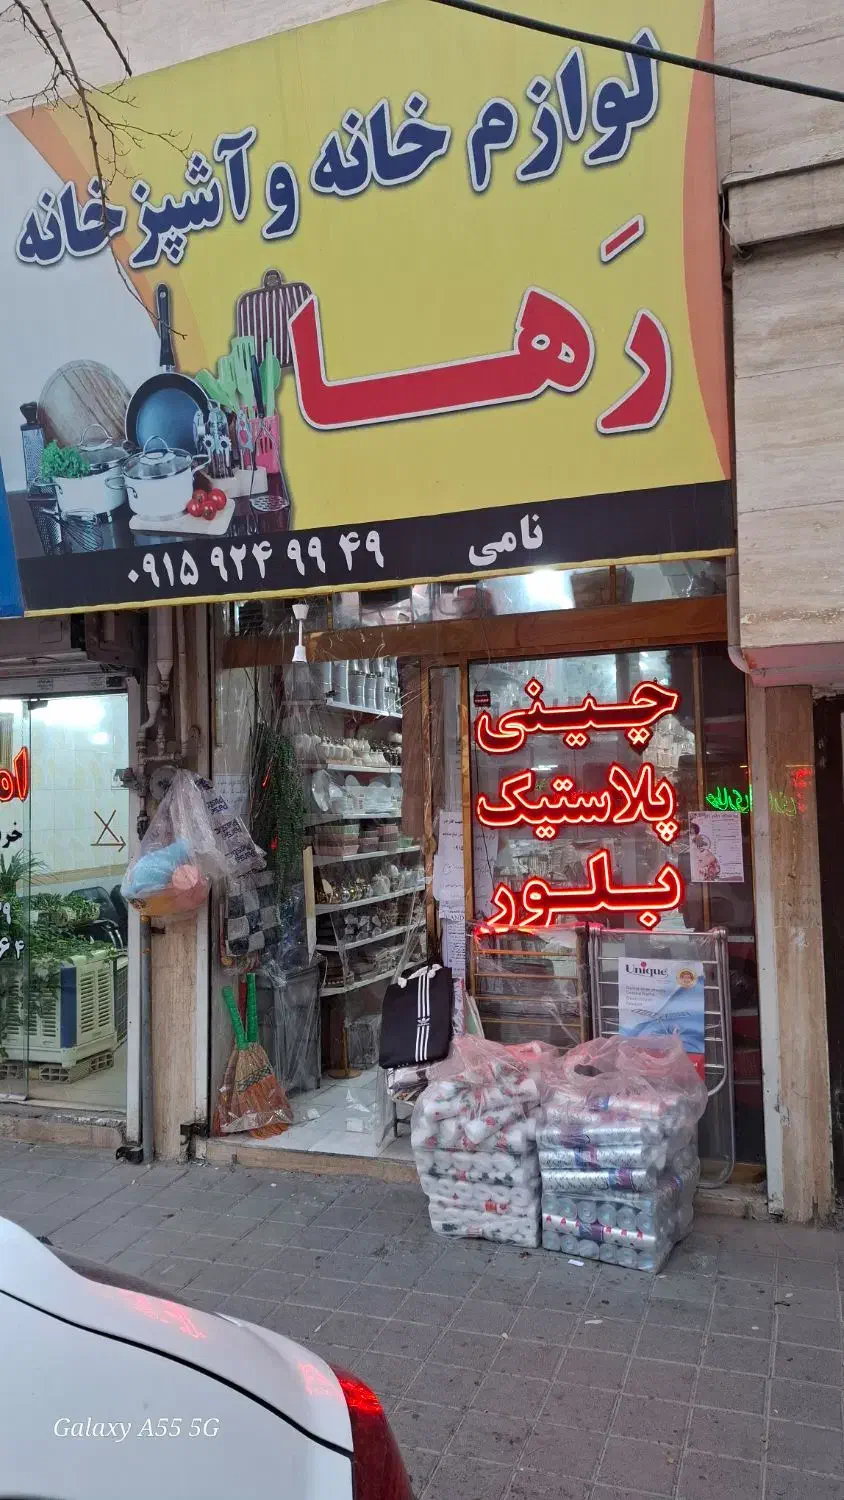 لوازم خانه و آشپزخانه
رَها
نامی
۰۹۱۵ ۹۲۴ ۹۹ ۴۹
چینی
پلاستیک
بلور
Unique
Galaxy A55 5G